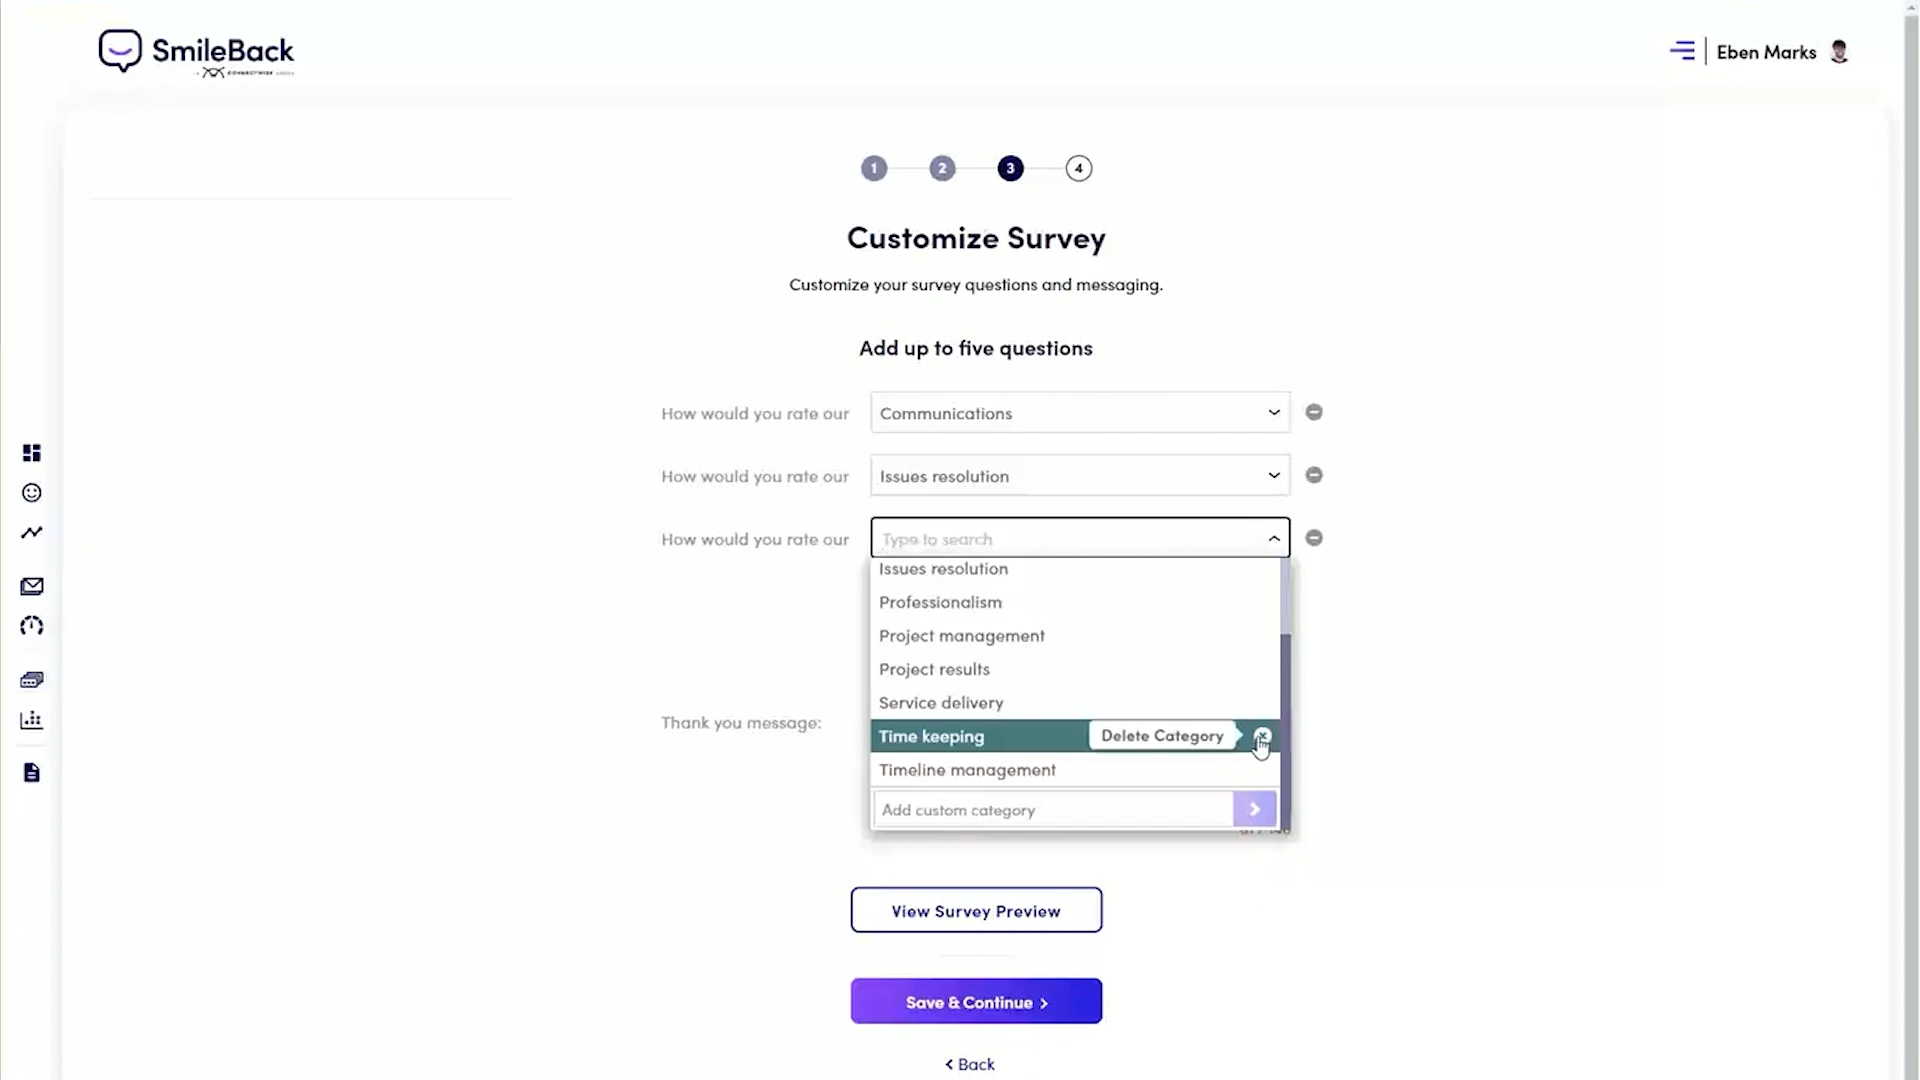 SmileBack
CONNECTWISE
Eben Marks
1 2 3 4
Customize Survey
Customize your survey questions and messaging.
Add up to five questions
How would you rate our Communications
How would you rate our Issues resolution
How would you rate our Type to search
Issues resolution
Professionalism
Project management
Project results
Service delivery
Time keeping Delete Category
Timeline management
Thank you message:
Add custom category
View Survey Preview
Save & Continue >
< Back